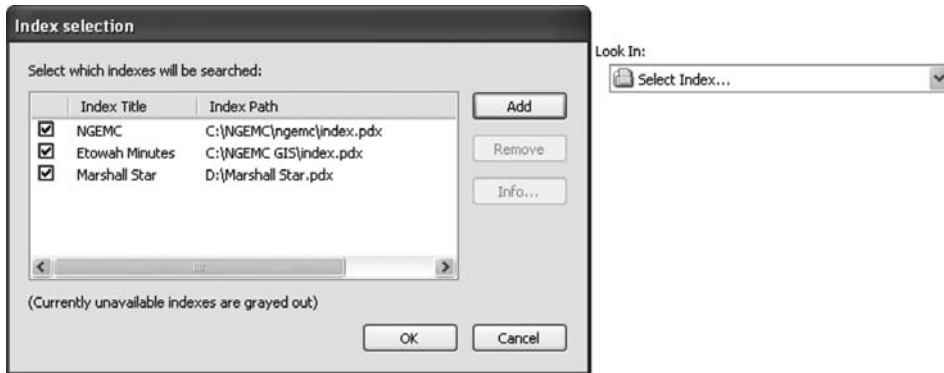 Index selection
Select which indexes will be searched:
Index Title Index Path
NGEMC C:\NGEMC\ngemc\index.pdx
Etowah Minutes C:\NGEMC GIS\index.pdx
Marshall Star D:\Marshall Star.pdx
Add
Remove
Info...
(Currently unavailable indexes are grayed out)
OK Cancel
Look In:
Select Index...